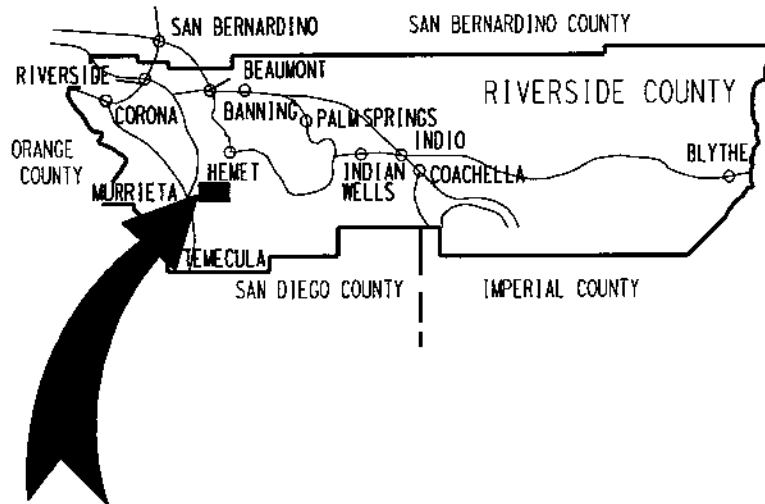 SAN BERNARDINO
SAN BERNARDINO COUNTY
RIVERSIDE
BEAUMONT
RIVERSIDE COUNTY
CORONA
BANNING
PALM SPRINGS
ORANGE
COUNTY
INDIO
BLYTHE
HEMET
INDIAN
WELLS
COACHELLA
MURRIETA
TEMECULA
SAN DIEGO COUNTY
IMPERIAL COUNTY